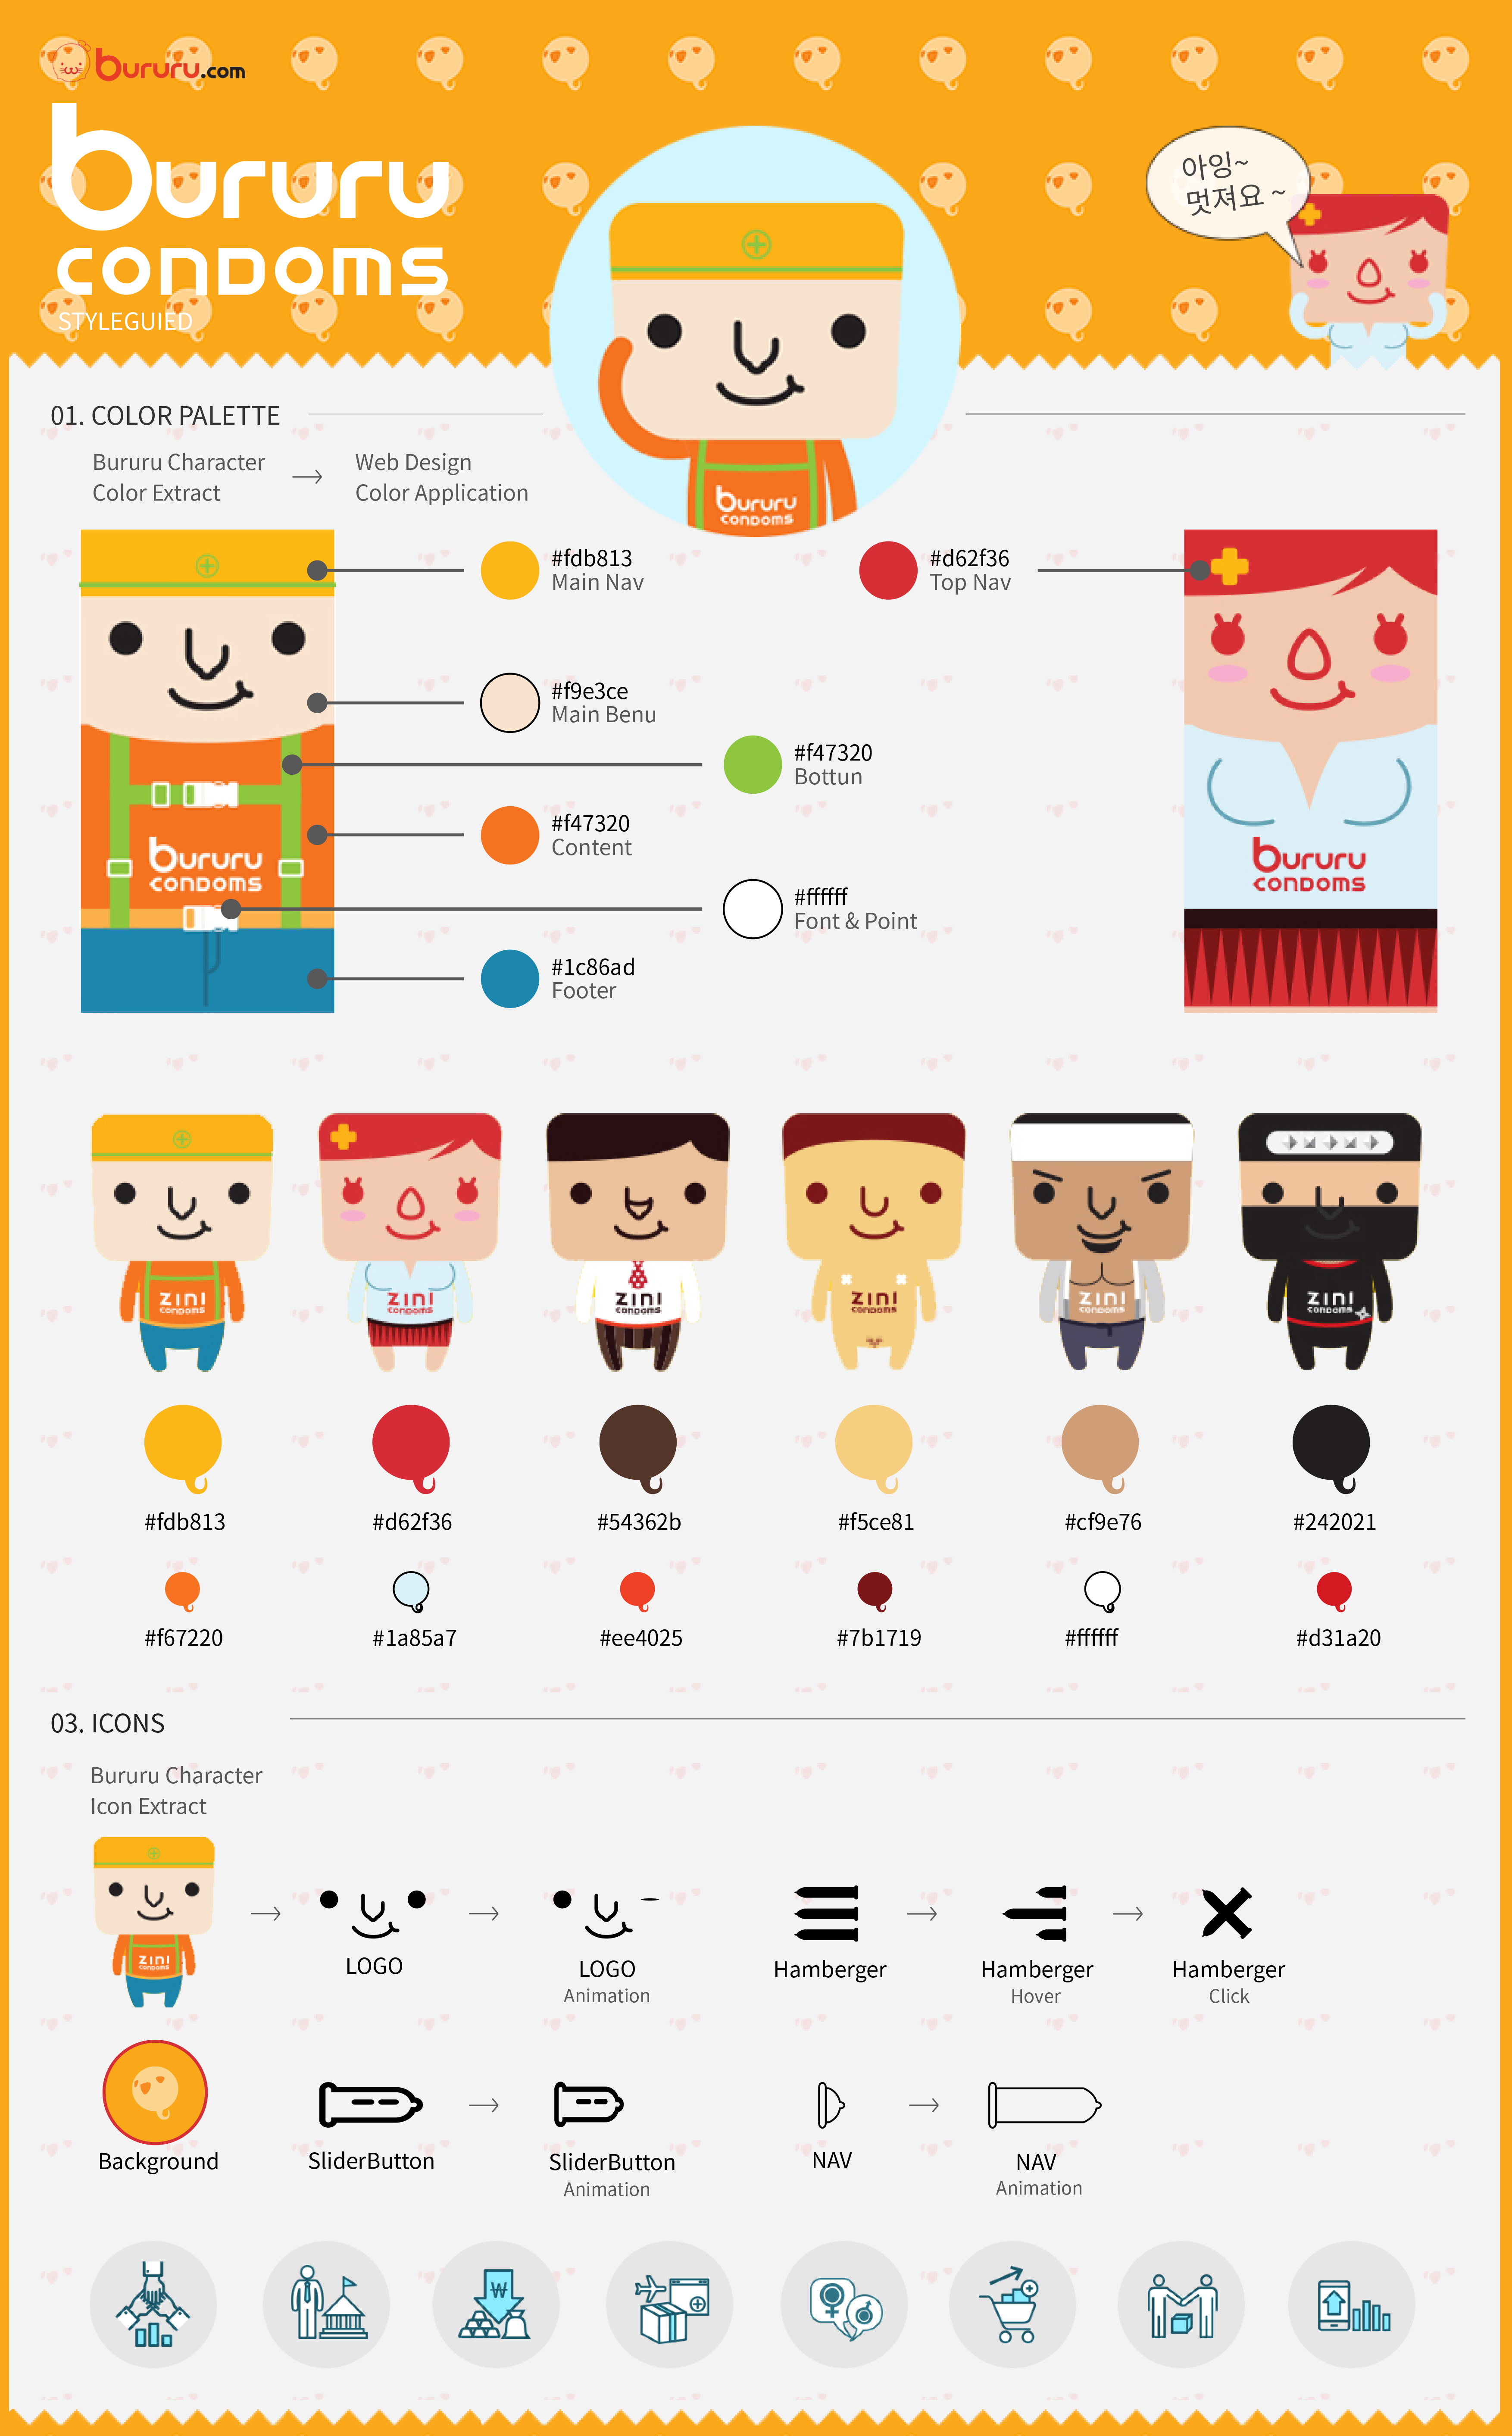 bururu.com
bururu
CONDOMS
STYLEGUIED
아잉~
멋져요 ~
bururu
CONDOMS
01. COLOR PALETTE
Bururu Character
Color Extract
Web Design
Color Application
#fdb813
Main Nav
#d62f36
Top Nav
#f9e3ce
Main Benu
#f47320
Bottun
#f47320
Content
#ffffff
Font & Point
#1c86ad
Footer
bururu
CONDOMS
bururu
CONDOMS
ZINI
CONDOMS
ZINI
CONDOMS
ZINI
CONDOMS
ZINI
CONDOMS
ZINI
CONDOMS
ZINI
CONDOMS
#fdb813
#d62f36
#54362b
#f5ce81
#cf9e76
#242021
#f67220
#1a85a7
#ee4025
#7b1719
#ffffff
#d31a20
03. ICONS
Bururu Character
Icon Extract
ZINI
CONDOMS
LOGO
LOGO
Animation
Hamberger
Hamberger
Hover
Hamberger
Click
Background
SliderButton
SliderButton
Animation
NAV
NAV
Animation
₩